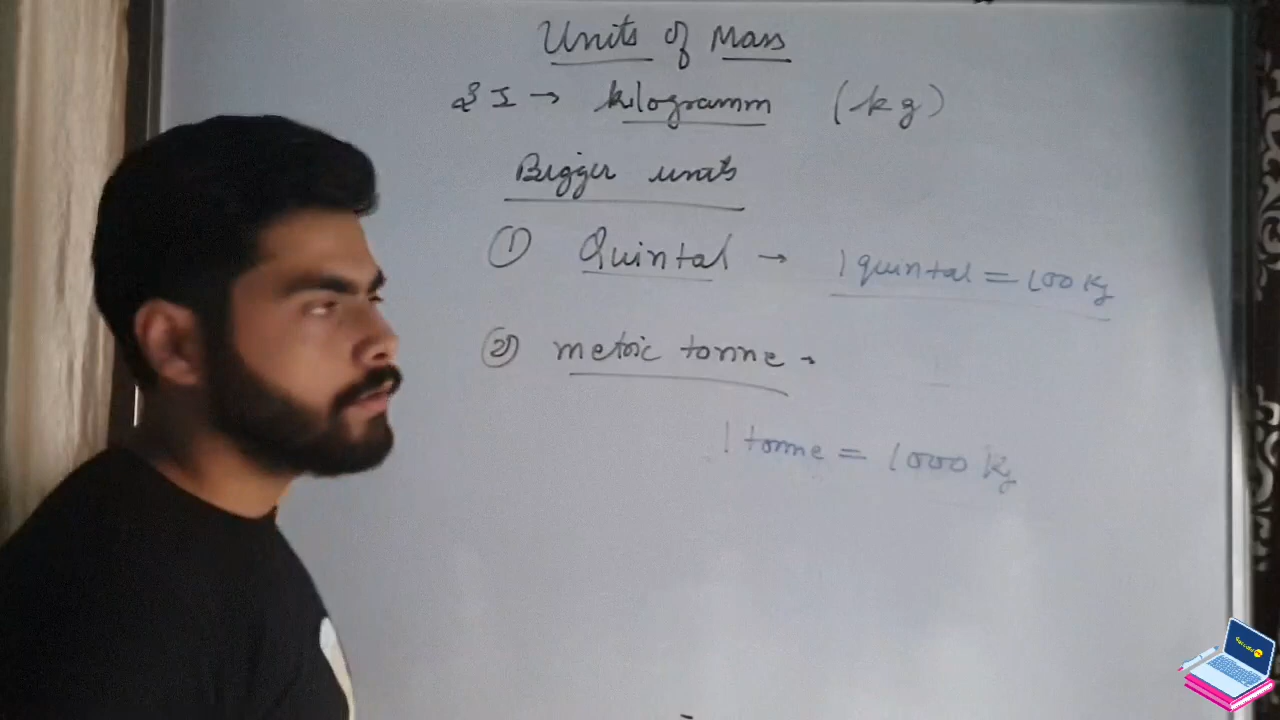 Units of Mass
SI → kilogramm (kg)
Bigger units
① Quintal → 1 quintal = 100 Kg
② metric tonne →
1 tonne = 1000 Kg